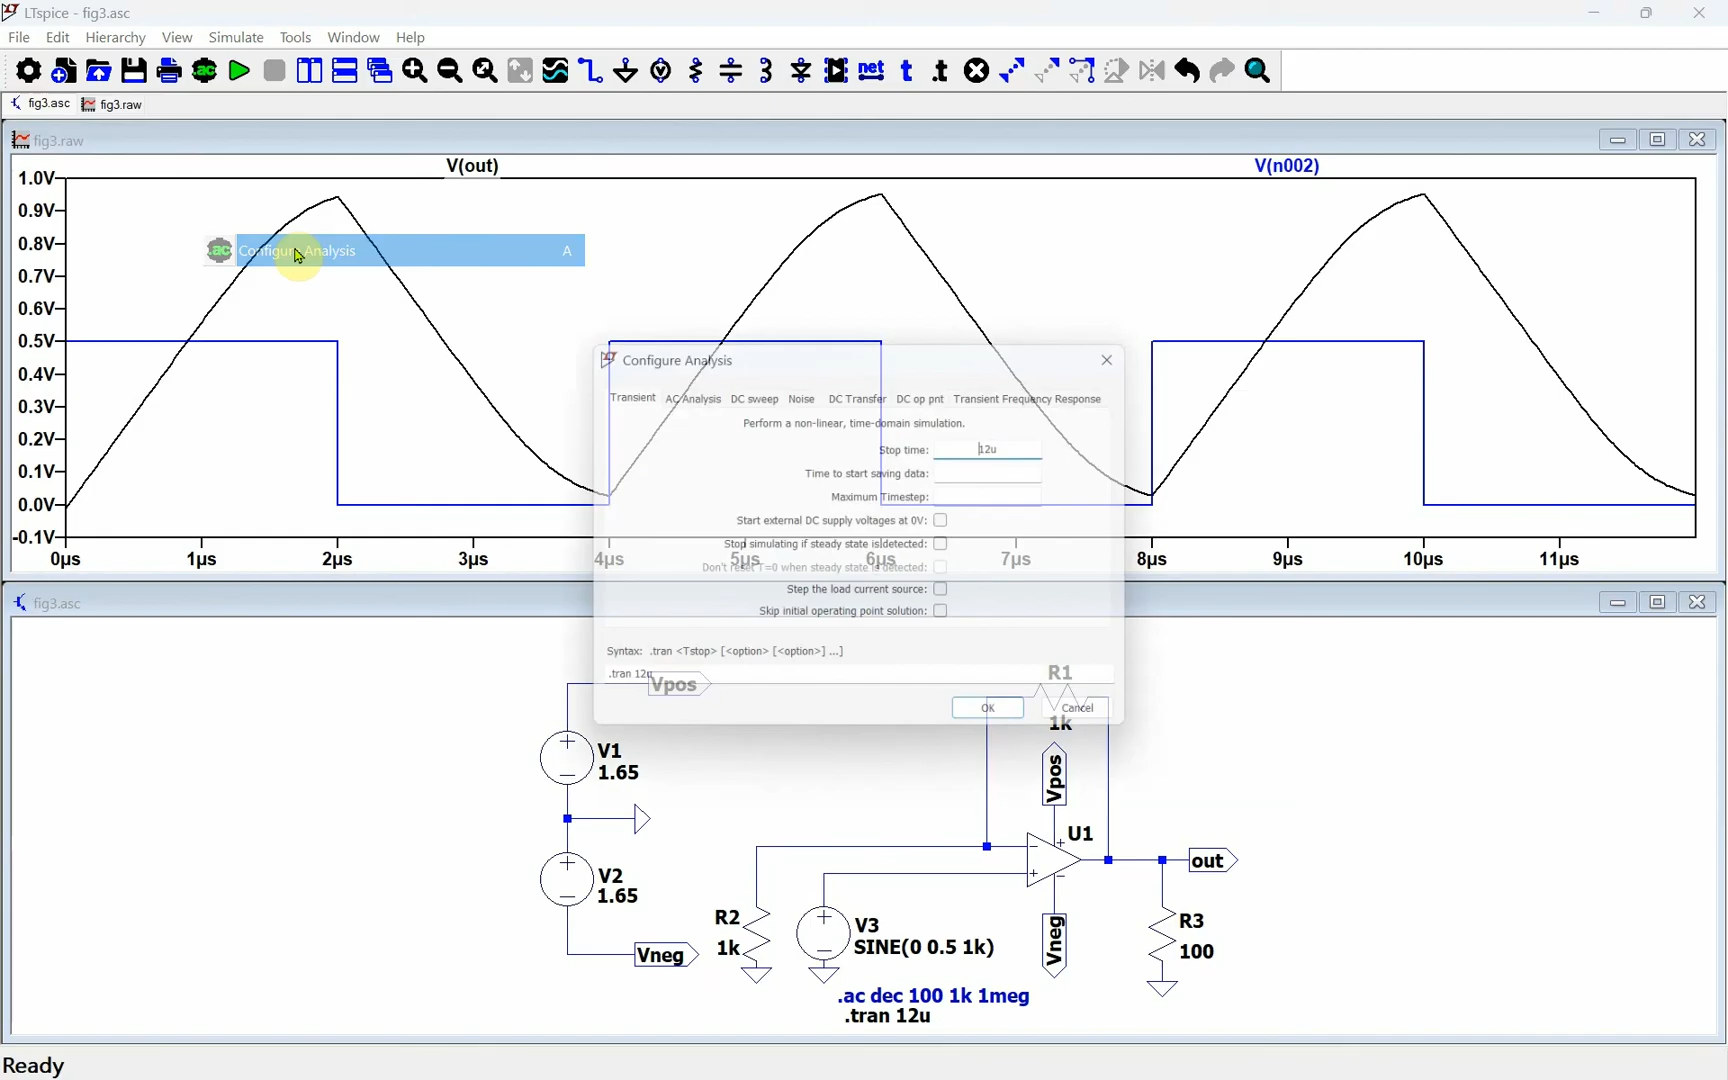 LTspice - fig3.asc
File Edit Hierarchy View Simulate Tools Window Help
.ac net t .t
fig3.asc fig3.raw
fig3.raw
V(out) V(n002)
1.0V
0.9V
0.8V
0.7V
0.6V
0.5V
0.4V
0.3V
0.2V
0.1V
0.0V
-0.1V
0µs 1µs 2µs 3µs 4µs 5µs 6µs 7µs 8µs 9µs 10µs 11µs
.ac Configure Analysis A
Configure Analysis
Transient AC Analysis DC sweep Noise DC Transfer DC op pnt Transient Frequency Response
Perform a non-linear, time-domain simulation.
Stop time: 12u
Time to start saving data:
Maximum Timestep:
Start external DC supply voltages at 0V:
Stop simulating if steady state is detected:
Don't reset T=0 when steady state is detected:
Step the load current source:
Skip initial operating point solution:
Syntax: .tran <Tstop> [<option> [<option>] ...]
.tran 12u
OK Cancel
fig3.asc
Vpos
R1
1k
V1
1.65
Vpos
U1
out
V2
1.65
Vneg
R2
1k
V3
SINE(0 0.5 1k)
Vneg
R3
100
.ac dec 100 1k 1meg
.tran 12u
Ready